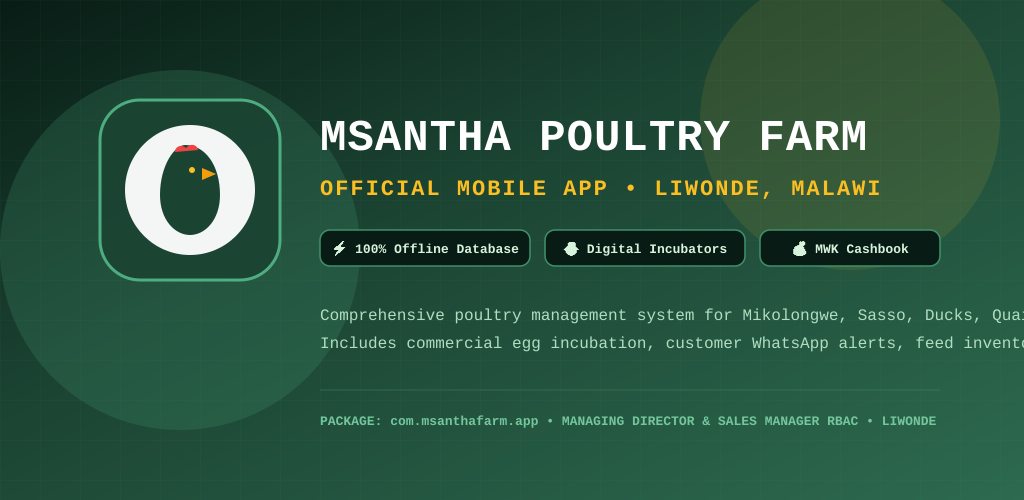 MSANTHA POULTRY FARM
OFFICIAL MOBILE APP • LIWONDE, MALAWI
⚡ 100% Offline Database
🐣 Digital Incubators
💰 MWK Cashbook
Comprehensive poultry management system for Mikolongwe, Sasso, Ducks,
Includes commercial egg incubation, customer WhatsApp alerts, feed
PACKAGE: com.msanthafarm.app • MANAGING DIRECTOR & SALES MANAGER RBAC • LIWONDE